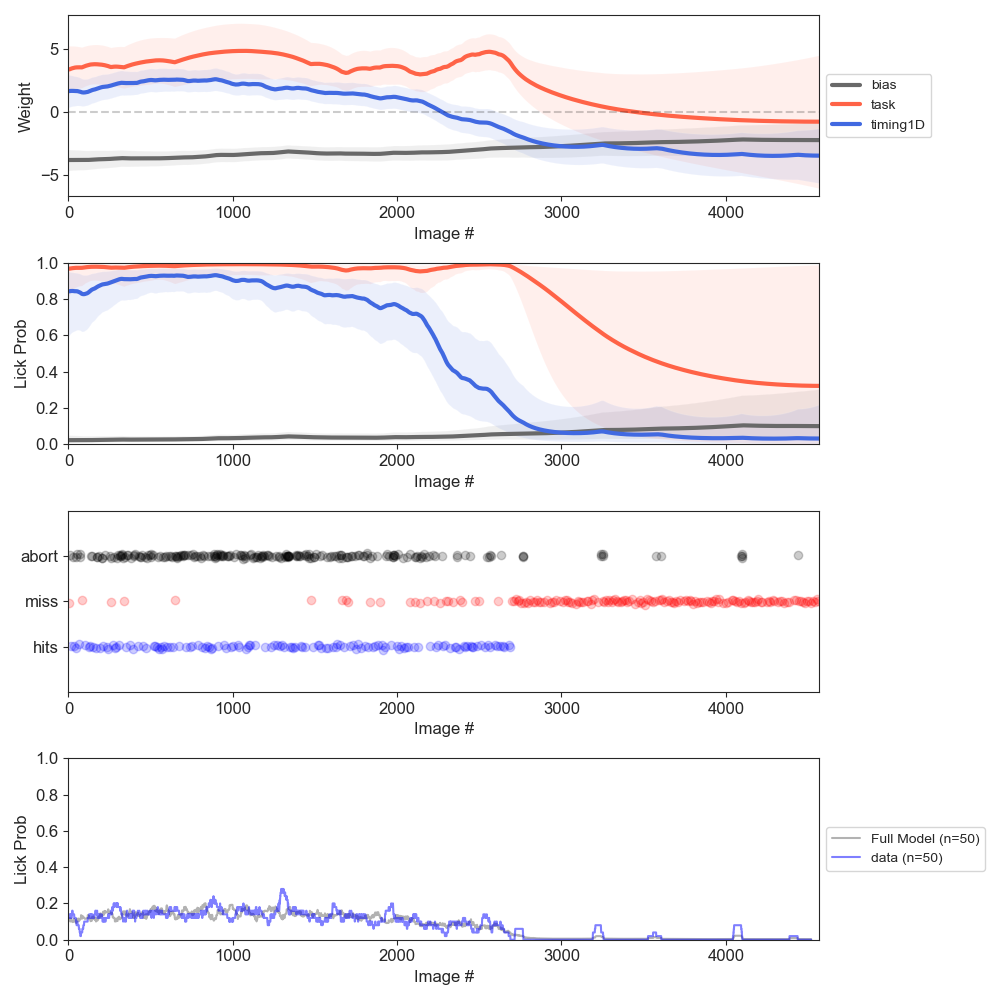 5
0
−5
Weight
0
1000
2000
3000
4000
Image #
bias
task
timing1D
1.0
0.8
0.6
0.4
0.2
0.0
Lick Prob
0
1000
2000
3000
4000
Image #
abort
miss
hits
0
1000
2000
3000
4000
Image #
1.0
0.8
0.6
0.4
0.2
0.0
Lick Prob
0
1000
2000
3000
4000
Image #
Full Model (n=50)
data (n=50)